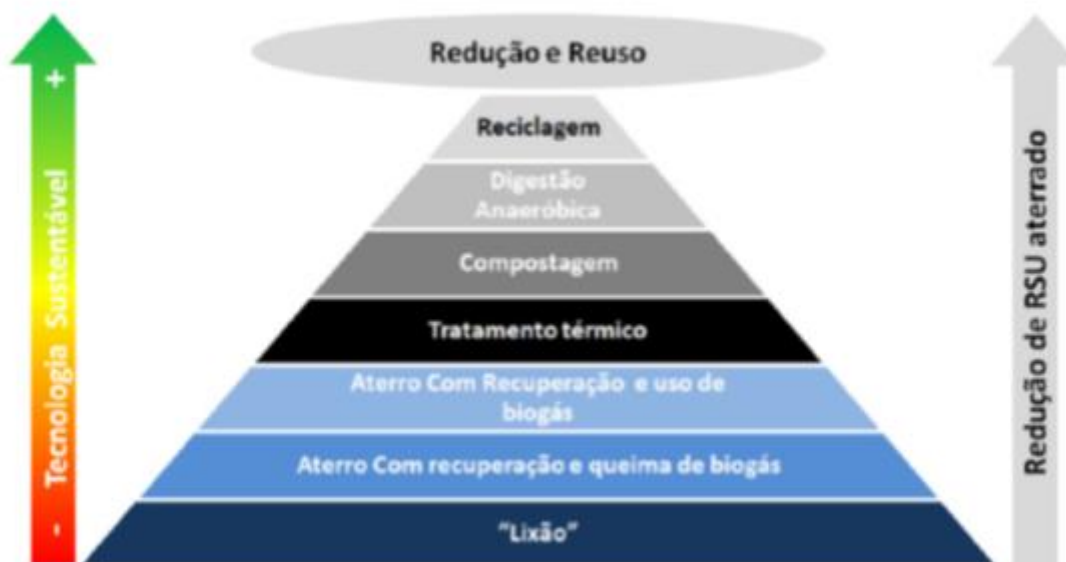 Redução e Reuso
Reciclagem
Digestão
Anaeróbica
Compostagem
Tratamento térmico
Aterro Com Recuperação e uso de
biogás
Aterro Com recuperação e queima de biogás
"Lixão"
- Tecnologia Sustentável +
Redução de RSU aterrado